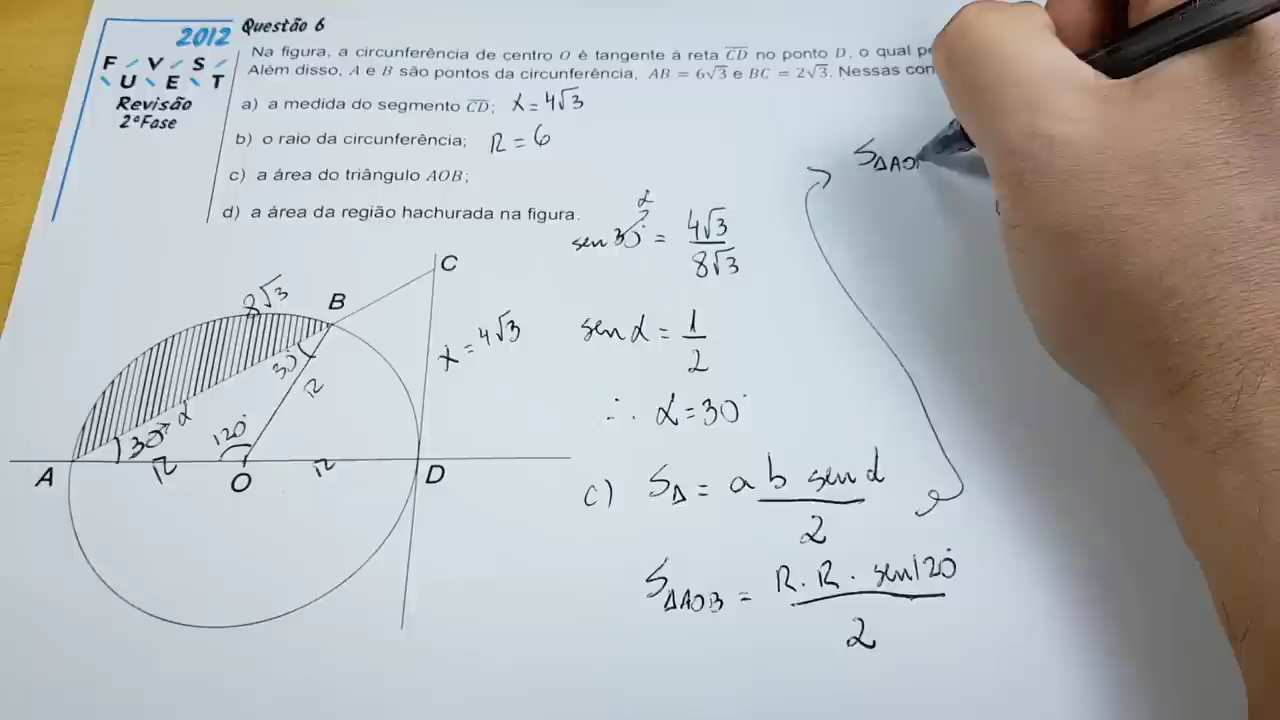 2012
F V S
U E T
Revisão
2ªFase
Questão 6
Na figura, a circunferência de centro O é tangente à reta CD no ponto D, o qual
Além disso, A e B são pontos da circunferência, AB = 6√3 e BC = 2√3. Nessas
a) a medida do segmento CD; x = 4√3
b) o raio da circunferência; R = 6
c) a área do triângulo AOB;
d) a área da região hachurada na figura.
S△AO
α
sen 30° = 4√3 / 8√3
sen α = 1/2
∴ α = 30°
c) S△ = a b sen α / 2
S△AOB = R . R . sen 120° / 2
C
B
8√3
x = 4√3
30°
R
30° α
120°
A
R
O
R
D